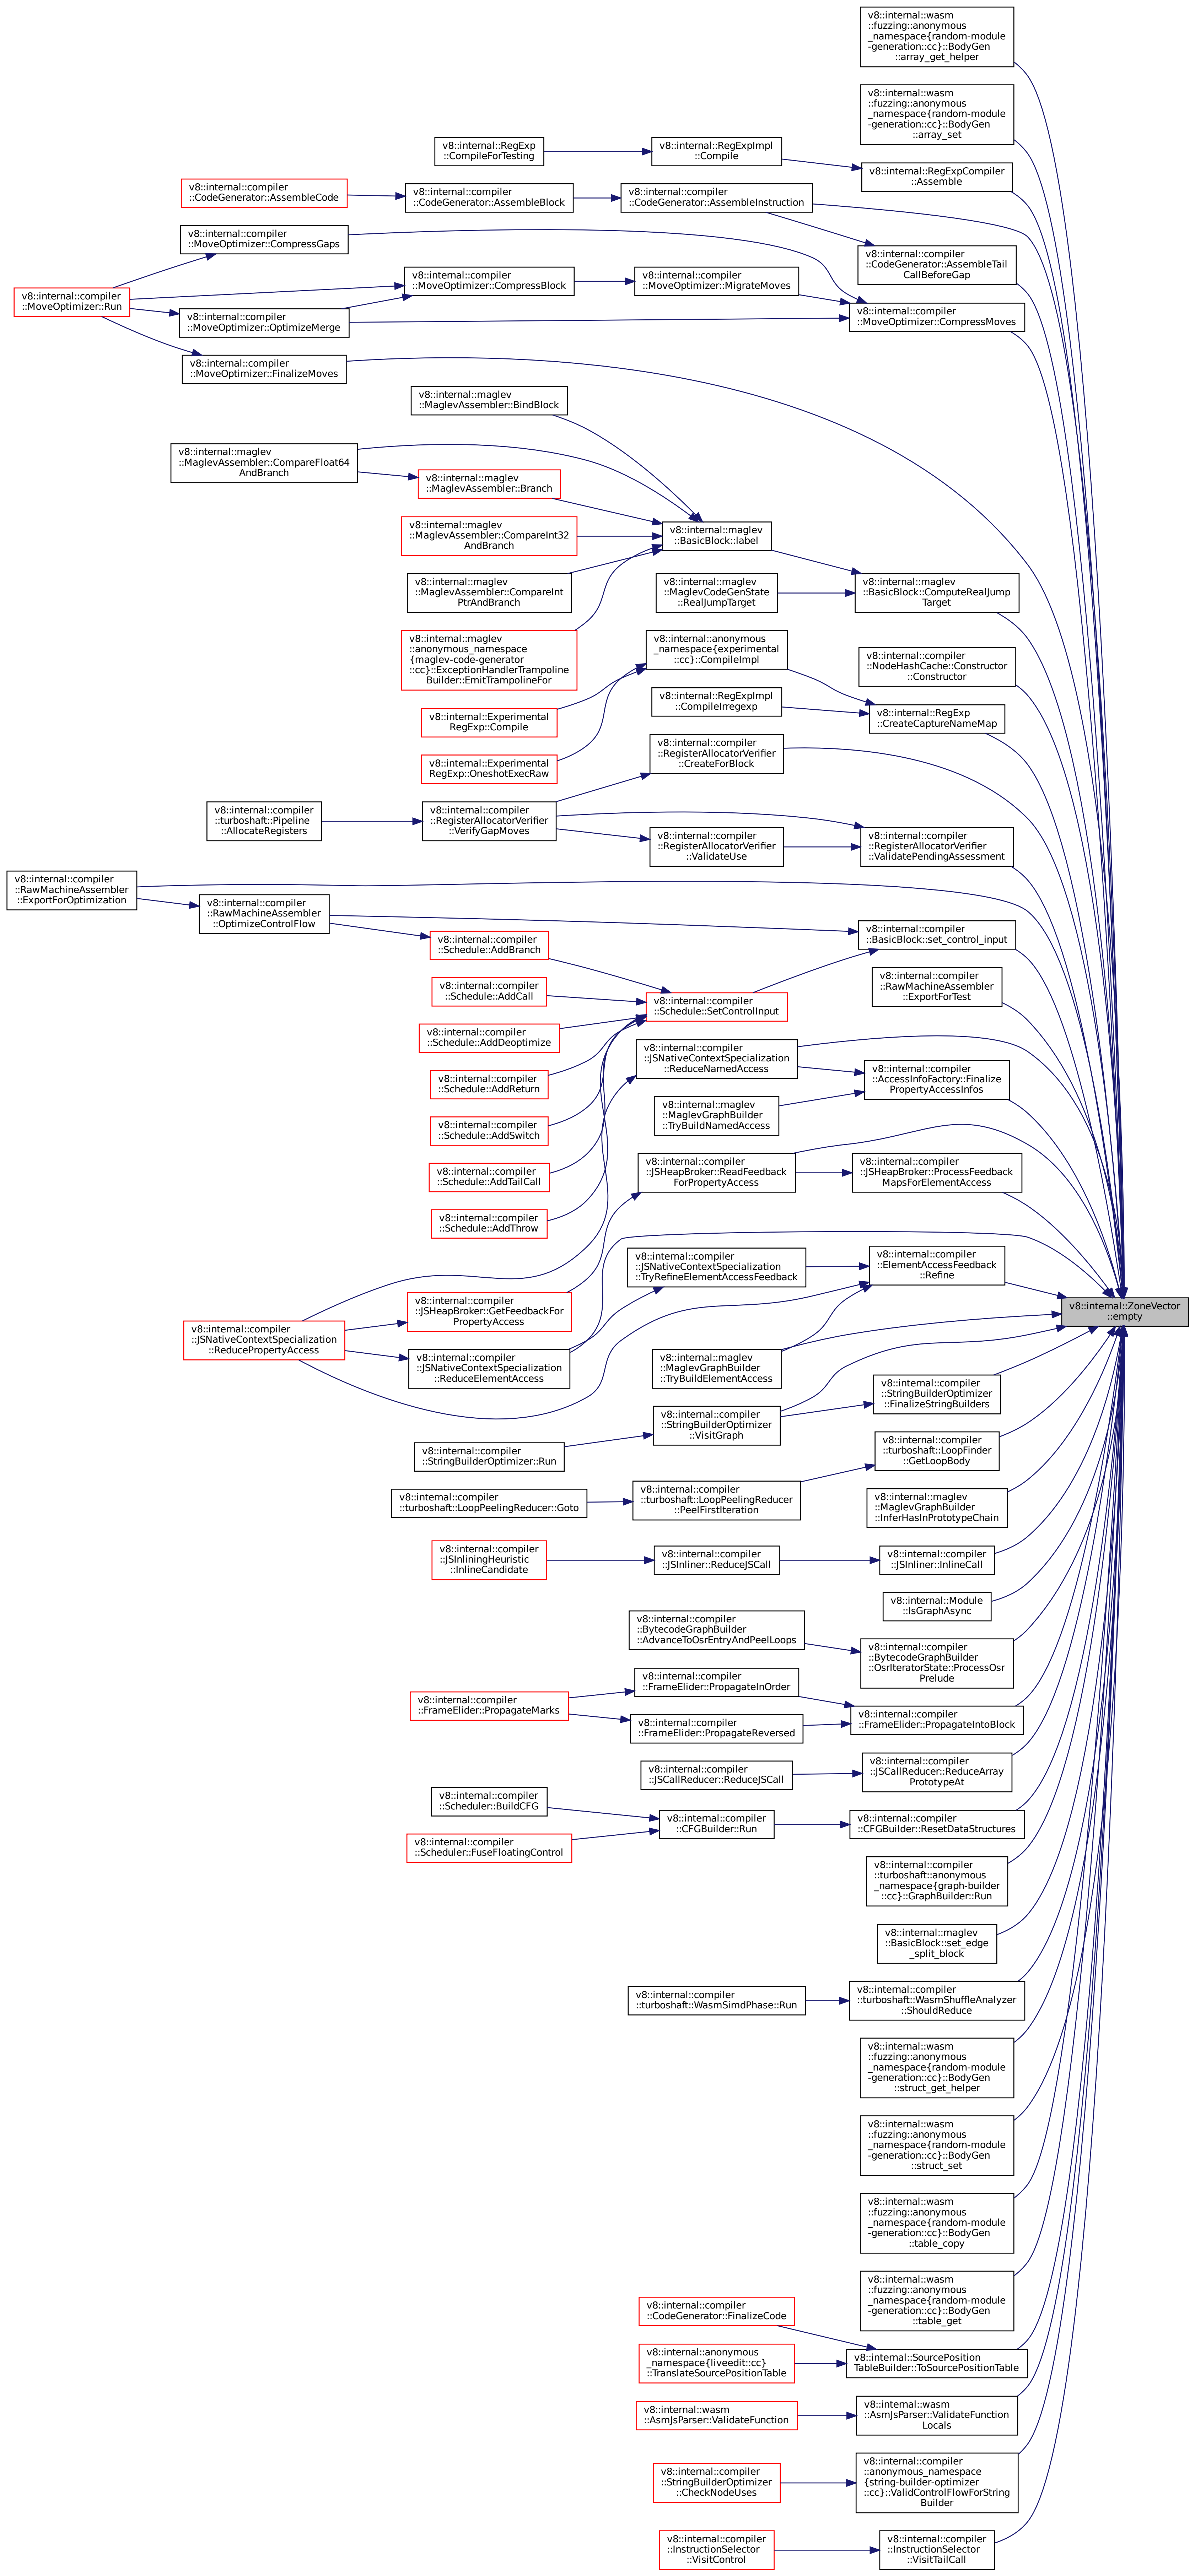 v8::internal::wasm
::fuzzing::anonymous
_namespace{random-module
-generation::cc}::BodyGen
::array_get_helper
v8::internal::wasm
::fuzzing::anonymous
_namespace{random-module
-generation::cc}::BodyGen
::array_set
v8::internal::RegExp
::CompileForTesting
v8::internal::RegExpImpl
::Compile
v8::internal::RegExpCompiler
::Assemble
v8::internal::compiler
::CodeGenerator::AssembleCode
v8::internal::compiler
::CodeGenerator::AssembleBlock
v8::internal::compiler
::CodeGenerator::AssembleInstruction
v8::internal::compiler
::MoveOptimizer::CompressGaps
v8::internal::compiler
::CodeGenerator::AssembleTail
CallBeforeGap
v8::internal::compiler
::MoveOptimizer::Run
v8::internal::compiler
::MoveOptimizer::CompressBlock
v8::internal::compiler
::MoveOptimizer::MigrateMoves
v8::internal::compiler
::MoveOptimizer::OptimizeMerge
v8::internal::compiler
::MoveOptimizer::CompressMoves
v8::internal::compiler
::MoveOptimizer::FinalizeMoves
v8::internal::maglev
::MaglevAssembler::BindBlock
v8::internal::maglev
::MaglevAssembler::CompareFloat64
AndBranch
v8::internal::maglev
::MaglevAssembler::Branch
v8::internal::maglev
::MaglevAssembler::CompareInt32
AndBranch
v8::internal::maglev
::BasicBlock::label
v8::internal::maglev
::MaglevAssembler::CompareInt
PtrAndBranch
v8::internal::maglev
::MaglevCodeGenState
::RealJumpTarget
v8::internal::maglev
::BasicBlock::ComputeRealJump
Target
v8::internal::maglev
::anonymous_namespace
{maglev-code-generator
::cc}::ExceptionHandlerTrampoline
Builder::EmitTrampolineFor
v8::internal::anonymous
_namespace{experimental
::cc}::CompileImpl
v8::internal::compiler
::NodeHashCache::Constructor
::Constructor
v8::internal::Experimental
RegExp::Compile
v8::internal::RegExpImpl
::CompileIrregexp
v8::internal::RegExp
::CreateCaptureNameMap
v8::internal::Experimental
RegExp::OneshotExecRaw
v8::internal::compiler
::RegisterAllocatorVerifier
::CreateForBlock
v8::internal::compiler
::turboshaft::Pipeline
::AllocateRegisters
v8::internal::compiler
::RegisterAllocatorVerifier
::VerifyGapMoves
v8::internal::compiler
::RegisterAllocatorVerifier
::ValidateUse
v8::internal::compiler
::RegisterAllocatorVerifier
::ValidatePendingAssessment
v8::internal::compiler
::RawMachineAssembler
::ExportForOptimization
v8::internal::compiler
::RawMachineAssembler
::OptimizeControlFlow
v8::internal::compiler
::Schedule::AddBranch
v8::internal::compiler
::BasicBlock::set_control_input
v8::internal::compiler
::Schedule::AddCall
v8::internal::compiler
::Schedule::SetControlInput
v8::internal::compiler
::RawMachineAssembler
::ExportForTest
v8::internal::compiler
::Schedule::AddDeoptimize
v8::internal::compiler
::JSNativeContextSpecialization
::ReduceNamedAccess
v8::internal::compiler
::AccessInfoFactory::Finalize
PropertyAccessInfos
v8::internal::compiler
::Schedule::AddReturn
v8::internal::maglev
::MaglevGraphBuilder
::TryBuildNamedAccess
v8::internal::compiler
::Schedule::AddSwitch
v8::internal::compiler
::Schedule::AddTailCall
v8::internal::compiler
::JSHeapBroker::ReadFeedback
ForPropertyAccess
v8::internal::compiler
::JSHeapBroker::ProcessFeedback
MapsForElementAccess
v8::internal::compiler
::Schedule::AddThrow
v8::internal::compiler
::JSNativeContextSpecialization
::TryRefineElementAccessFeedback
v8::internal::compiler
::ElementAccessFeedback
::Refine
v8::internal::ZoneVector
::empty
v8::internal::compiler
::JSHeapBroker::GetFeedbackFor
PropertyAccess
v8::internal::compiler
::JSNativeContextSpecialization
::ReducePropertyAccess
v8::internal::compiler
::JSNativeContextSpecialization
::ReduceElementAccess
v8::internal::maglev
::MaglevGraphBuilder
::TryBuildElementAccess
v8::internal::compiler
::StringBuilderOptimizer
::FinalizeStringBuilders
v8::internal::compiler
::StringBuilderOptimizer
::VisitGraph
v8::internal::compiler
::StringBuilderOptimizer::Run
v8::internal::compiler
::turboshaft::LoopFinder
::GetLoopBody
v8::internal::compiler
::turboshaft::LoopPeelingReducer::Goto
v8::internal::compiler
::turboshaft::LoopPeelingReducer
::PeelFirstIteration
v8::internal::maglev
::MaglevGraphBuilder
::InferHasInPrototypeChain
v8::internal::compiler
::JSInliningHeuristic
::InlineCandidate
v8::internal::compiler
::JSInliner::ReduceJSCall
v8::internal::compiler
::JSInliner::InlineCall
v8::internal::Module
::IsGraphAsync
v8::internal::compiler
::BytecodeGraphBuilder
::AdvanceToOsrEntryAndPeelLoops
v8::internal::compiler
::BytecodeGraphBuilder
::OsrIteratorState::ProcessOsr
Prelude
v8::internal::compiler
::FrameElider::PropagateInOrder
v8::internal::compiler
::FrameElider::PropagateMarks
v8::internal::compiler
::FrameElider::PropagateReversed
v8::internal::compiler
::FrameElider::PropagateIntoBlock
v8::internal::compiler
::JSCallReducer::ReduceJSCall
v8::internal::compiler
::JSCallReducer::ReduceArray
PrototypeAt
v8::internal::compiler
::Scheduler::BuildCFG
v8::internal::compiler
::CFGBuilder::Run
v8::internal::compiler
::CFGBuilder::ResetDataStructures
v8::internal::compiler
::Scheduler::FuseFloatingControl
v8::internal::compiler
::turboshaft::anonymous
_namespace{graph-builder
::cc}::GraphBuilder::Run
v8::internal::maglev
::BasicBlock::set_edge
_split_block
v8::internal::compiler
::turboshaft::WasmSimdPhase::Run
v8::internal::compiler
::turboshaft::WasmShuffleAnalyzer
::ShouldReduce
v8::internal::wasm
::fuzzing::anonymous
_namespace{random-module
-generation::cc}::BodyGen
::struct_get_helper
v8::internal::wasm
::fuzzing::anonymous
_namespace{random-module
-generation::cc}::BodyGen
::struct_set
v8::internal::wasm
::fuzzing::anonymous
_namespace{random-module
-generation::cc}::BodyGen
::table_copy
v8::internal::wasm
::fuzzing::anonymous
_namespace{random-module
-generation::cc}::BodyGen
::table_get
v8::internal::compiler
::CodeGenerator::FinalizeCode
v8::internal::anonymous
_namespace{liveedit::cc}
::TranslateSourcePositionTable
v8::internal::SourcePosition
TableBuilder::ToSourcePositionTable
v8::internal::wasm
::AsmJsParser::ValidateFunction
v8::internal::wasm
::AsmJsParser::ValidateFunction
Locals
v8::internal::compiler
::StringBuilderOptimizer
::CheckNodeUses
v8::internal::compiler
::anonymous_namespace
{string-builder-optimizer
::cc}::ValidControlFlowForString
Builder
v8::internal::compiler
::InstructionSelector
::VisitControl
v8::internal::compiler
::InstructionSelector
::VisitTailCall